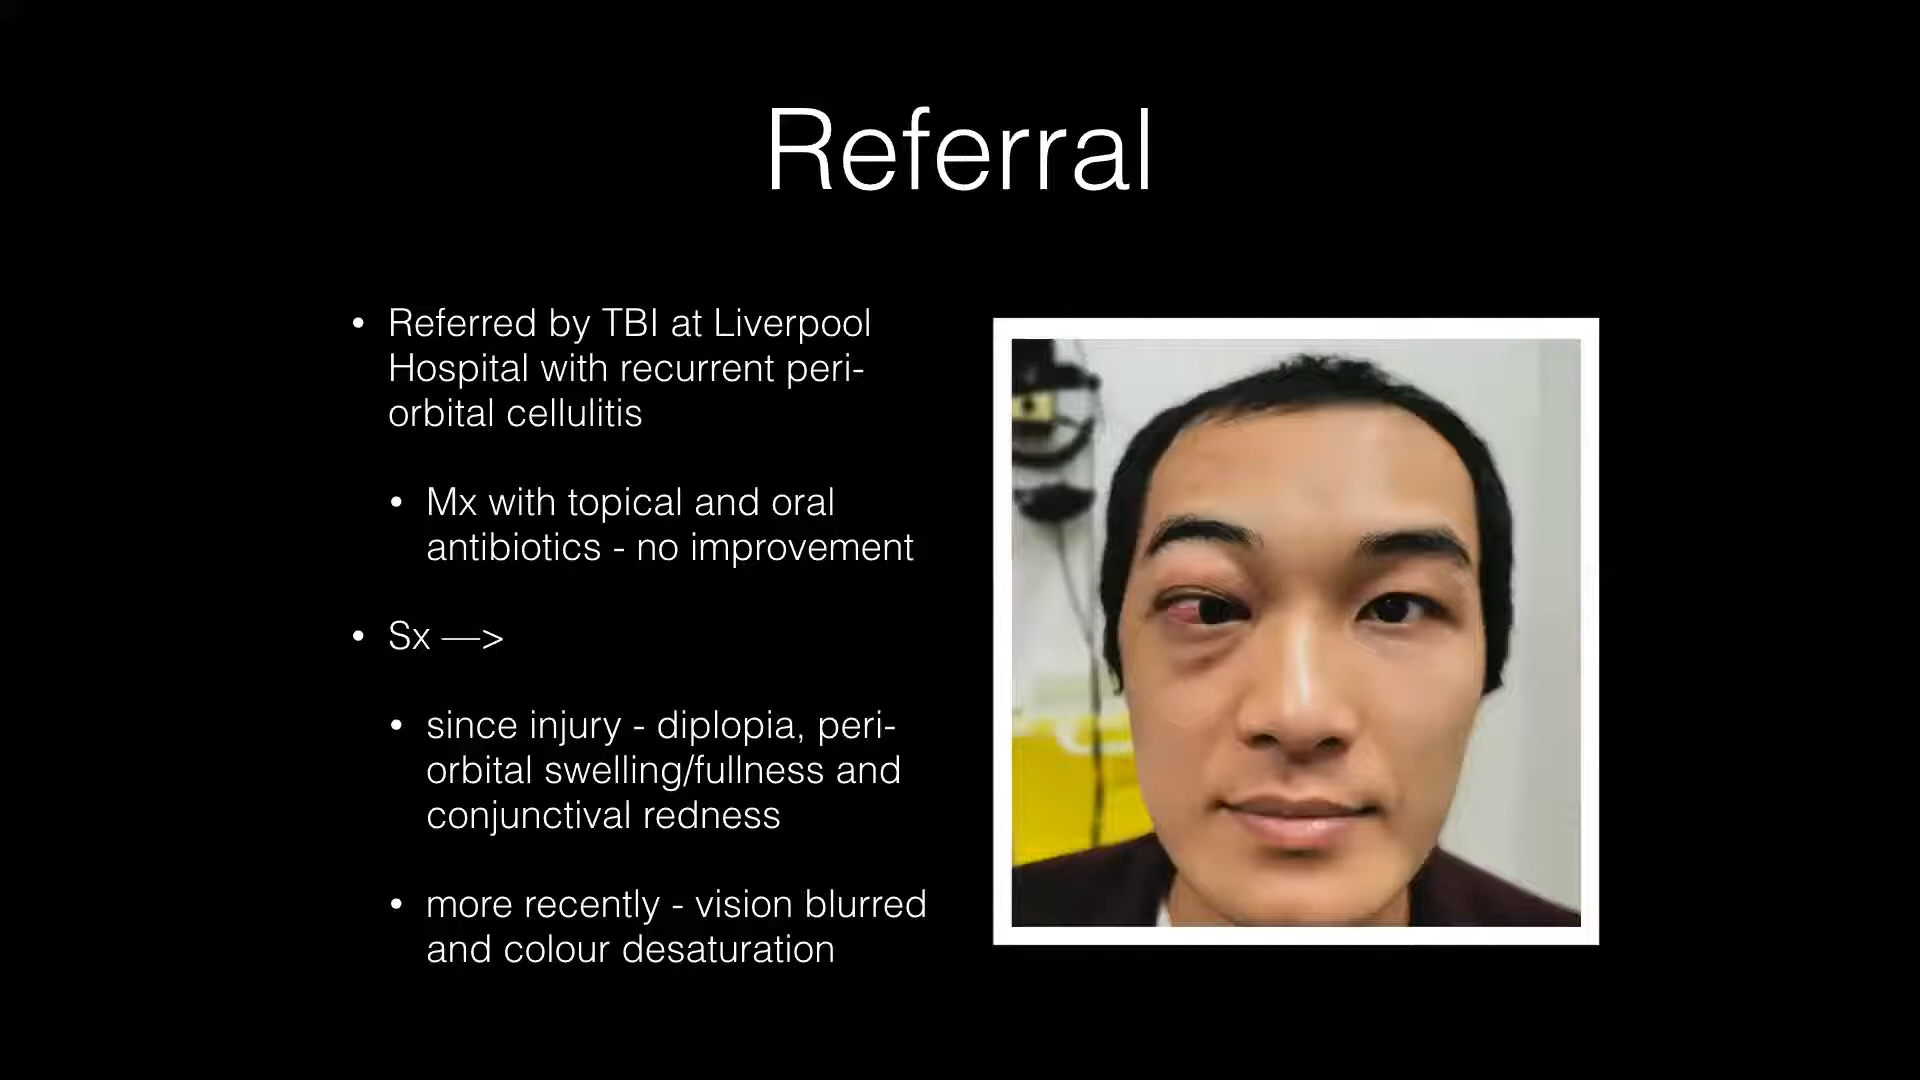 Referral
• Referred by TBI at Liverpool
Hospital with recurrent peri-
orbital cellulitis
• Mx with topical and oral
antibiotics - no improvement
• Sx —>
• since injury - diplopia, peri-
orbital swelling/fullness and
conjunctival redness
• more recently - vision blurred
and colour desaturation